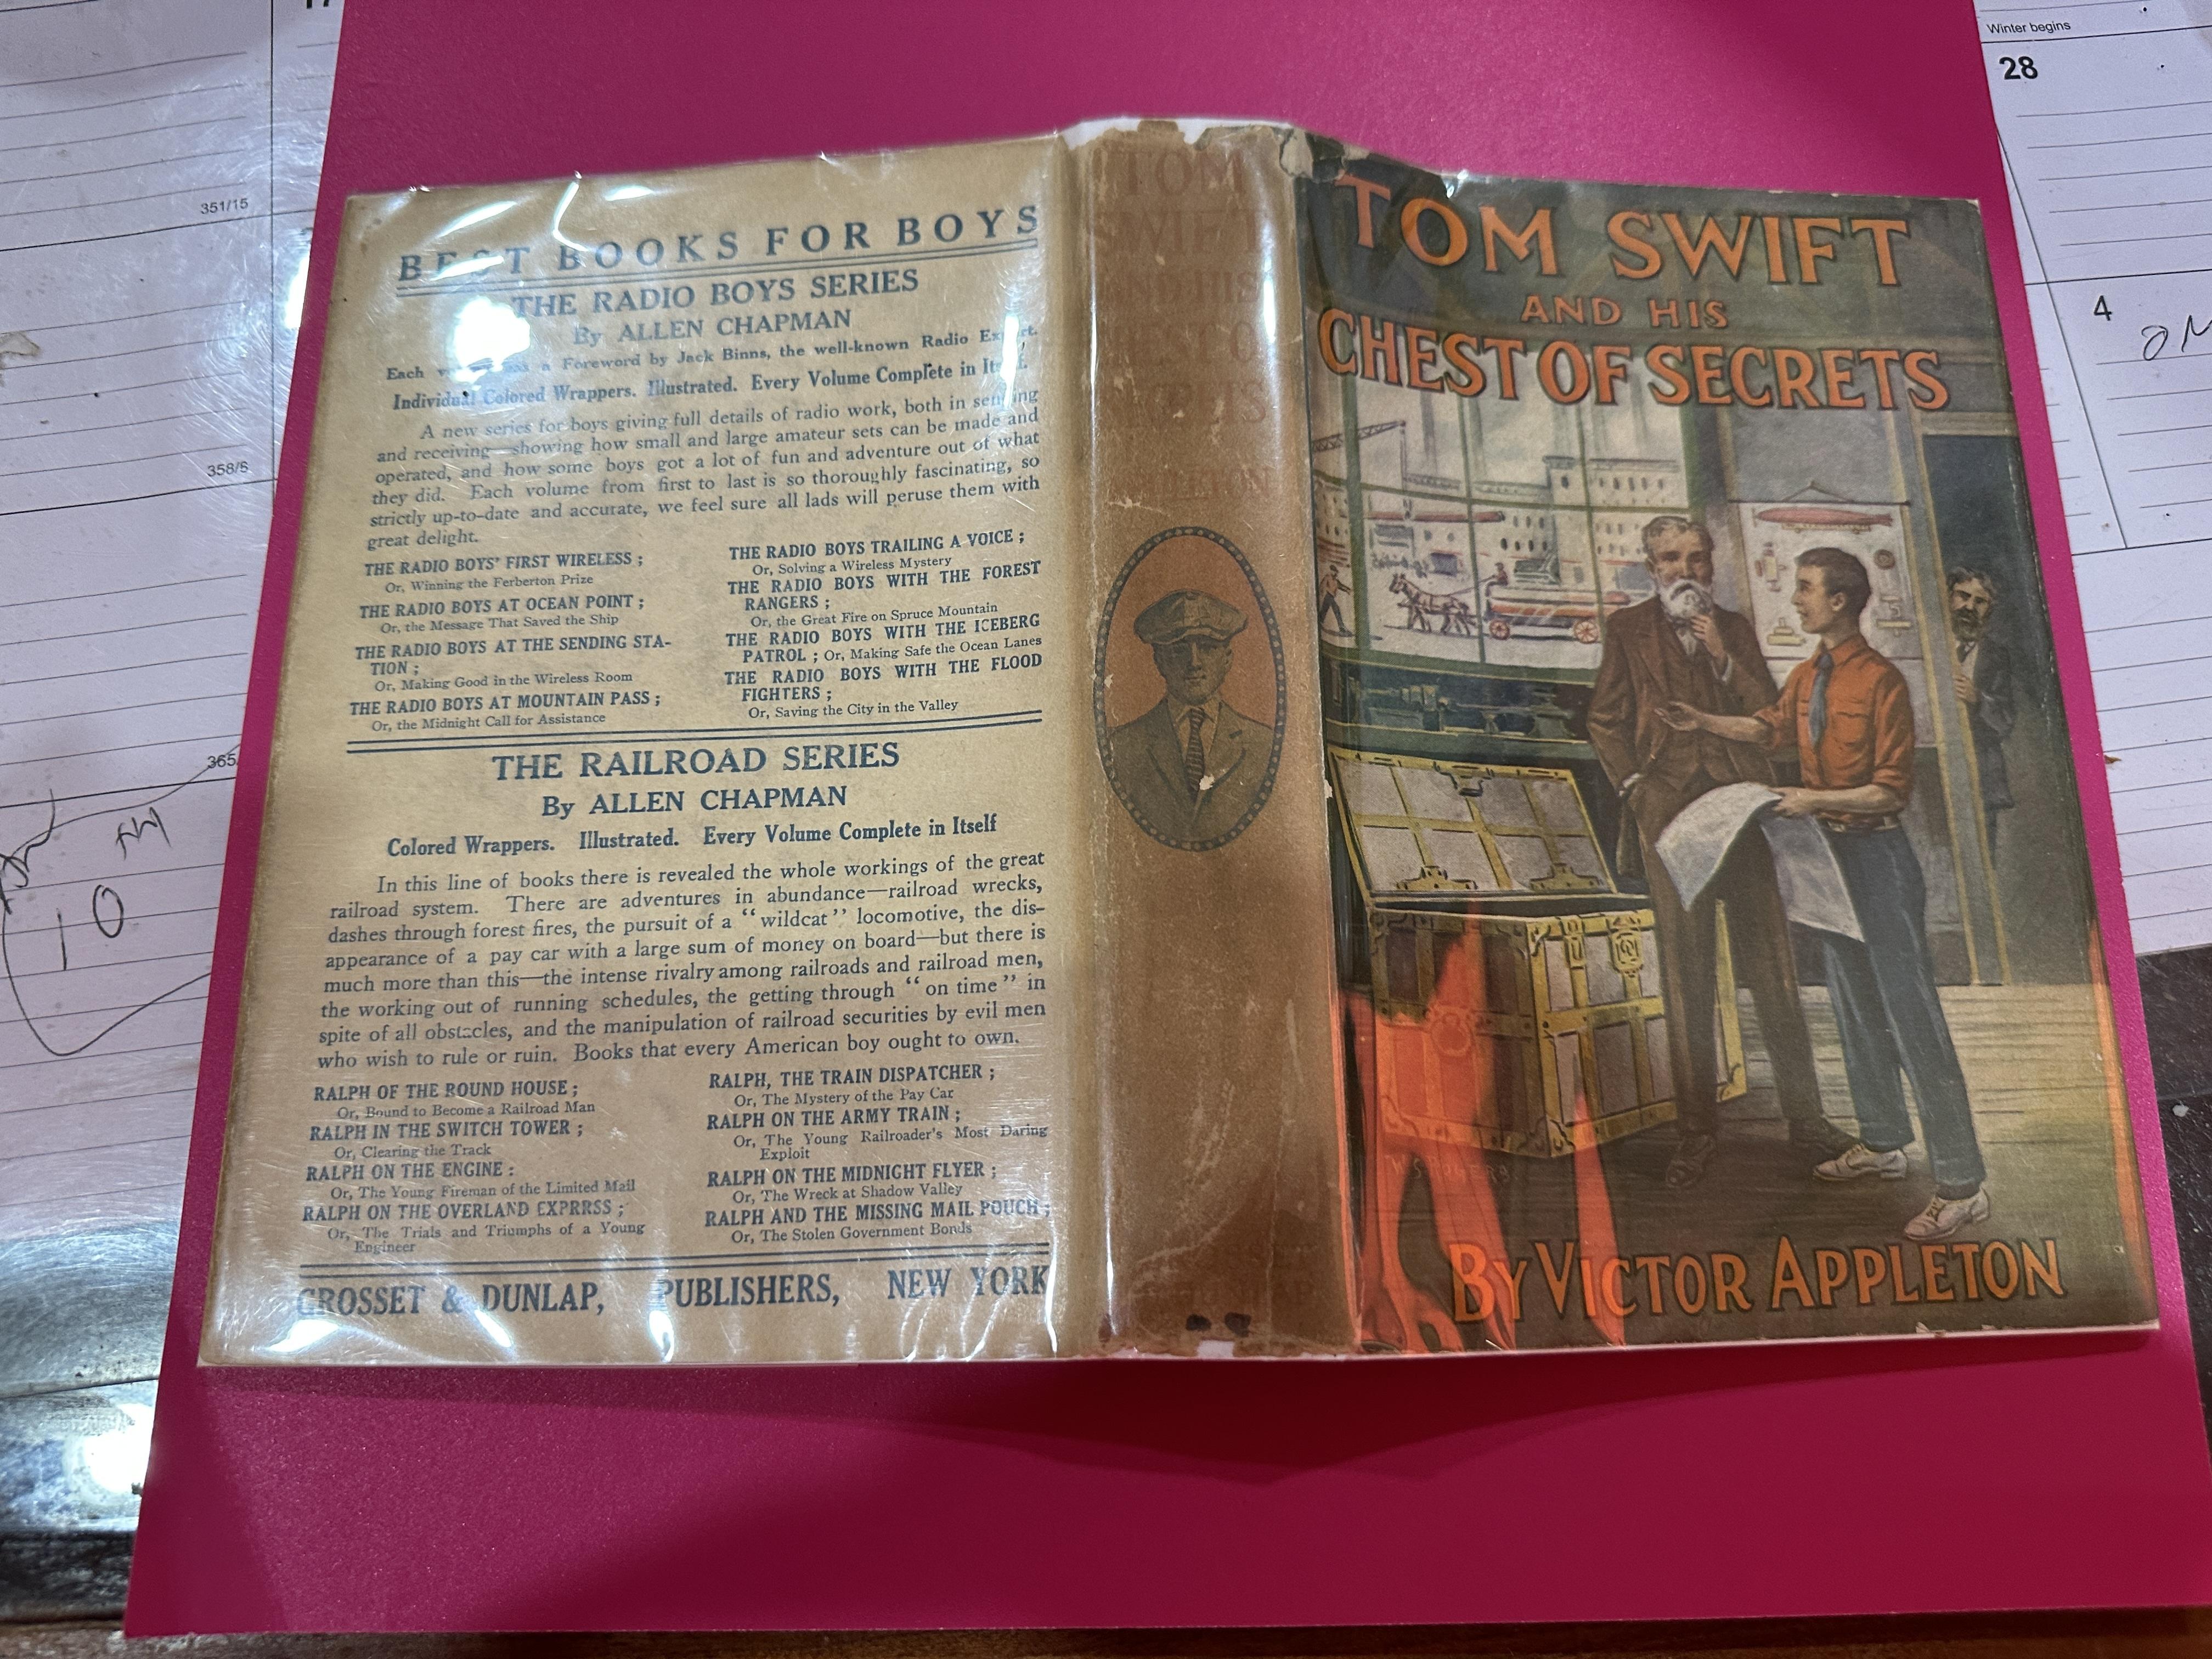 BEST BOOKS FOR BOYS
THE RADIO BOYS SERIES
By ALLEN CHAPMAN
Each a Foreword by Jack Binns, the well-known Radio
Individual Colored Wrappers. Illustrated. Every Volume Complete in
A new series for boys giving full details of radio work, both in sending
and receiving—showing how small and large amateur sets can be made and
operated, and how some boys got a lot of fun and adventure out of what
they did. Each volume from first to last is so thoroughly fascinating, so
strictly up-to-date and accurate, we feel sure all lads will peruse them with
great delight.
THE RADIO BOYS' FIRST WIRELESS;
Or, Winning the Ferberton Prize
THE RADIO BOYS AT OCEAN POINT;
Or, the Message That Saved the Ship
THE RADIO BOYS AT THE SENDING STA-
TION;
Or, Making Good in the Wireless Room
THE RADIO BOYS AT MOUNTAIN PASS;
Or, the Midnight Call for Assistance
THE RADIO BOYS TRAILING A VOICE;
Or, Solving a Wireless Mystery
THE RADIO BOYS WITH THE FOREST
RANGERS;
Or, the Great Fire on Spruce Mountain
THE RADIO BOYS WITH THE ICEBERG
PATROL; Or, Making Safe the Ocean Lanes
THE RADIO BOYS WITH THE FLOOD
FIGHTERS;
Or, Saving the City in the Valley
THE RAILROAD SERIES
By ALLEN CHAPMAN
Colored Wrappers. Illustrated. Every Volume Complete in Itself
In this line of books there is revealed the whole workings of the great
railroad system. There are adventures in abundance—railroad wrecks,
dashes through forest fires, the pursuit of a “wildcat” locomotive, the dis-
appearance of a pay car with a large sum of money on board—but there is
much more than this—the intense rivalry among railroads and railroad men,
the working out of running schedules, the getting through “on time” in
spite of all obstacles, and the manipulation of railroad securities by evil men
who wish to rule or ruin. Books that every American boy ought to own.
RALPH OF THE ROUND HOUSE;
Or, Bound to Become a Railroad Man
RALPH IN THE SWITCH TOWER;
Or, Clearing the Track
RALPH ON THE ENGINE:
Or, The Young Fireman of the Limited Mail
RALPH ON THE OVERLAND EXPRRSS;
Or, The Trials and Triumphs of a Young
Engineer
RALPH, THE TRAIN DISPATCHER;
Or, The Mystery of the Pay Car
RALPH ON THE ARMY TRAIN;
Or, The Young Railroader's Most Daring
Exploit
RALPH ON THE MIDNIGHT FLYER;
Or, The Wreck at Shadow Valley
RALPH AND THE MISSING MAIL POUCH;
Or, The Stolen Government Bonds
GROSSET & DUNLAP, PUBLISHERS, NEW YORK
TOM
SWIFT
TOM SWIFT
AND HIS
CHEST OF SECRETS
BY VICTOR APPLETON
17
351/15
358/8
365
10
Winter begins
28
4